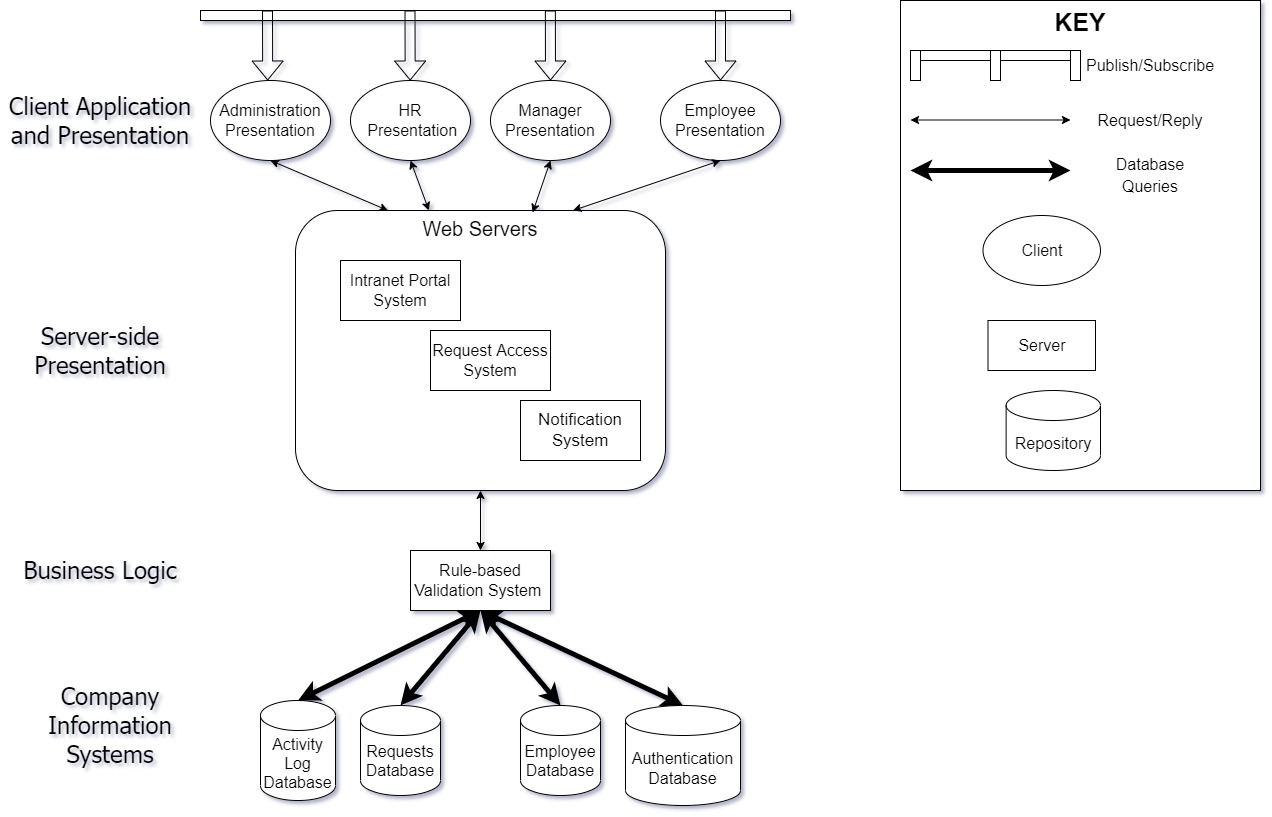 Client Application
and Presentation
Administration
Presentation
HR
Presentation
Manager
Presentation
Employee
Presentation
Web Servers
Intranet Portal
System
Request Access
System
Notification
System
Server-side
Presentation
Business Logic
Rule-based
Validation System
Company
Information
Systems
Activity
Log
Database
Requests
Database
Employee
Database
Authentication
Database
KEY
Publish/Subscribe
Request/Reply
Database
Queries
Client
Server
Repository